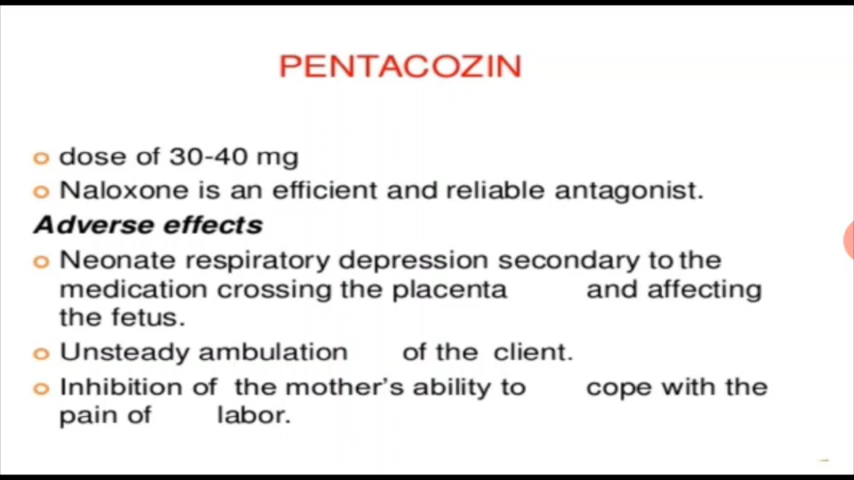 PENTACOZIN
dose of 30-40 mg
Naloxone is an efficient and reliable antagonist.
Adverse effects
Neonate respiratory depression secondary to the
medication crossing the placenta and affecting
the fetus.
Unsteady ambulation of the client.
Inhibition of the mother's ability to cope with the
pain of labor.